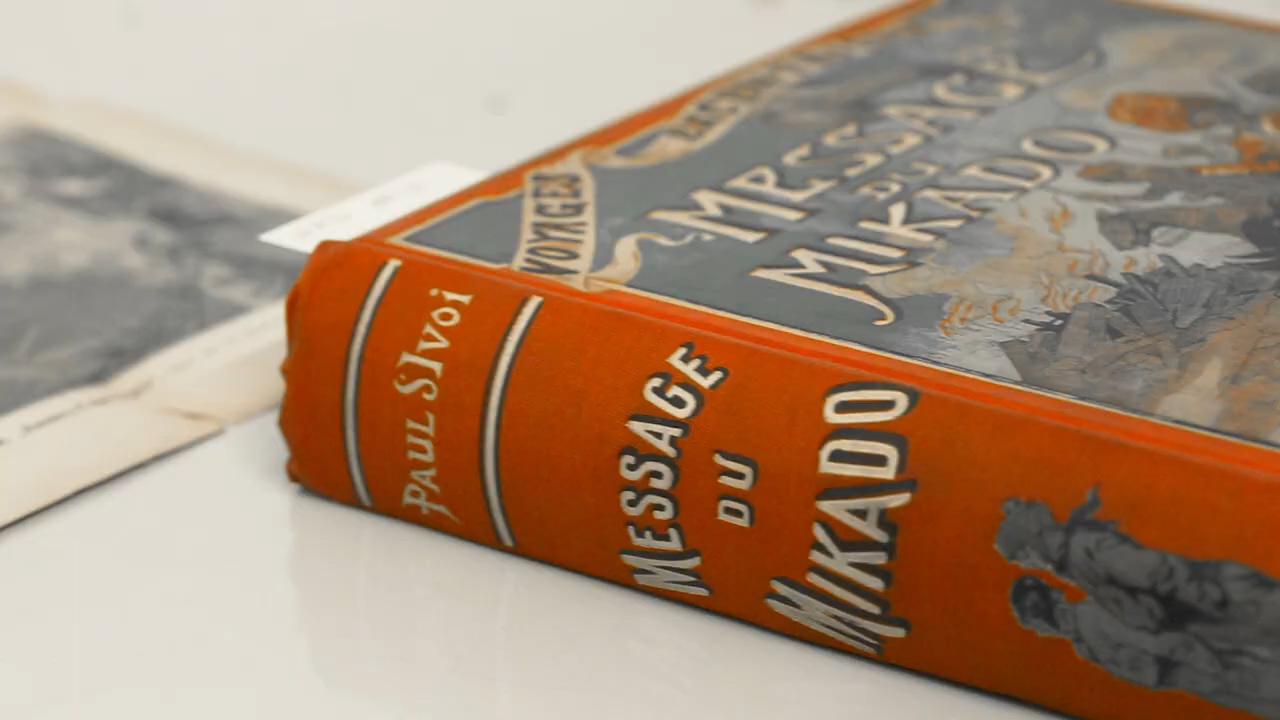 PAUL D'IVOI
MESSAGE
DU
MIKADO
VOYAGES
MESSAGE
DU
MIKADO